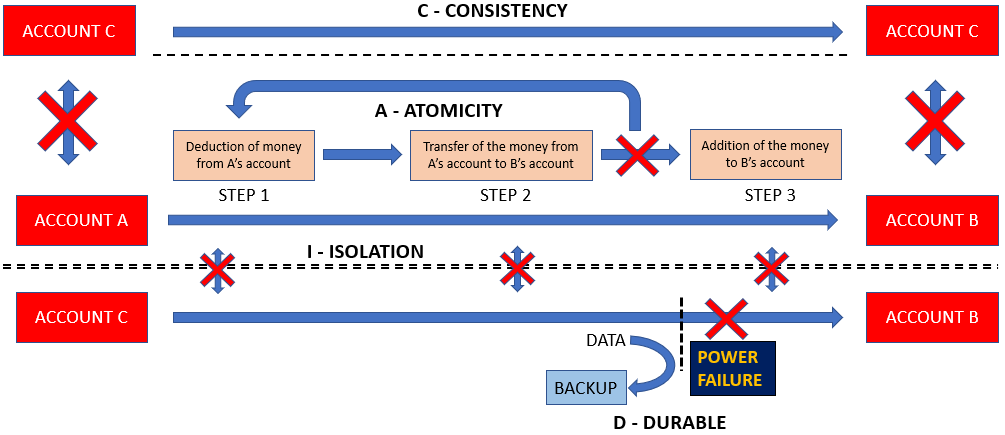 C - CONSISTENCY
ACCOUNT C
ACCOUNT C
A - ATOMICITY
Deduction of money
from A's account
Transfer of the money from
A's account to B's account
Addition of the money
to B's account
STEP 1
STEP 2
STEP 3
ACCOUNT A
ACCOUNT B
I - ISOLATION
ACCOUNT C
ACCOUNT B
DATA
POWER
FAILURE
BACKUP
D - DURABLE